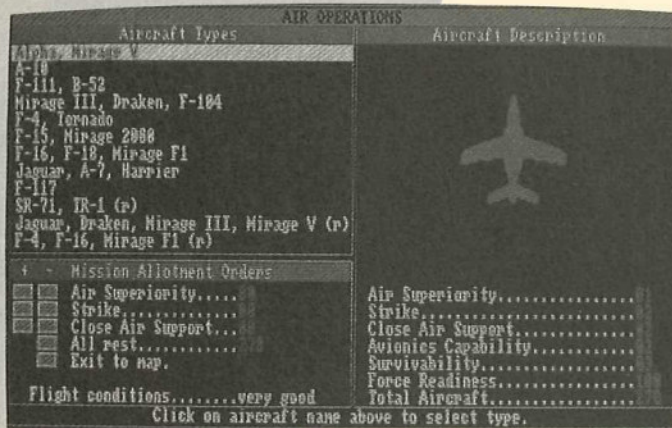 AIR OPERATIONS
Aircraft Types
Alpha, Mirage V
A-10
F-111, B-52
Mirage III, Draken, F-104
F-4, Tornado
F-15, Mirage 2000
F-16, F-18, Mirage F1
Jaguar, A-7, Harrier
F-117
SR-71, TR-1 (r)
Jaguar, Draken, Mirage III, Mirage V (r)
F-4, F-16, Mirage F1 (r)
+ - Mission Allotment Orders
Air Superiority.....
Strike..............
Close Air Support...
All rest............
Exit to map.
Flight conditions........very good
Aircraft Description
Air Superiority................
Strike.........................
Close Air Support..............
Avionics Capability............
Survivability..................
Force Readiness................
Total Aircraft.................
Click on aircraft name above to select type.